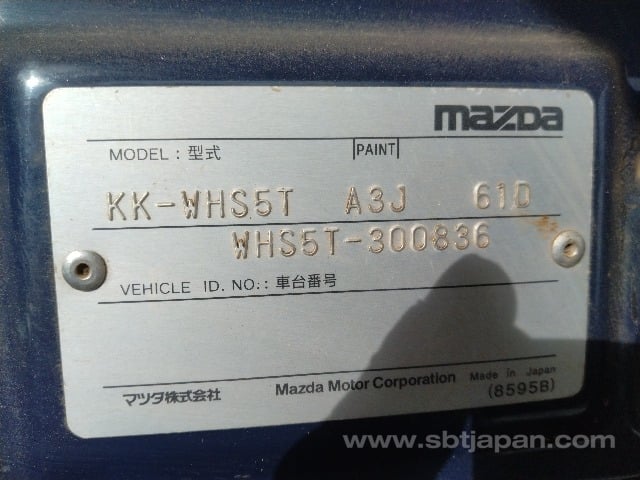 mazda
MODEL : 型式 PAINT
KK-WHS5T A3J 61D
WHS5T-300836
VEHICLE ID. NO.: 車台番号
マツダ株式会社 Mazda Motor Corporation Made in Japan
(8595B)
www.sbtjapan.com